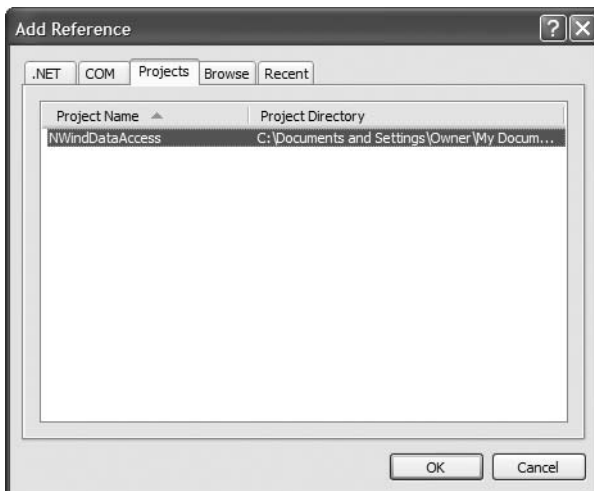 Add Reference
.NET COM Projects Browse Recent
Project Name Project Directory
NWindDataAccess C:\Documents and Settings\Owner\My Docum...
OK Cancel